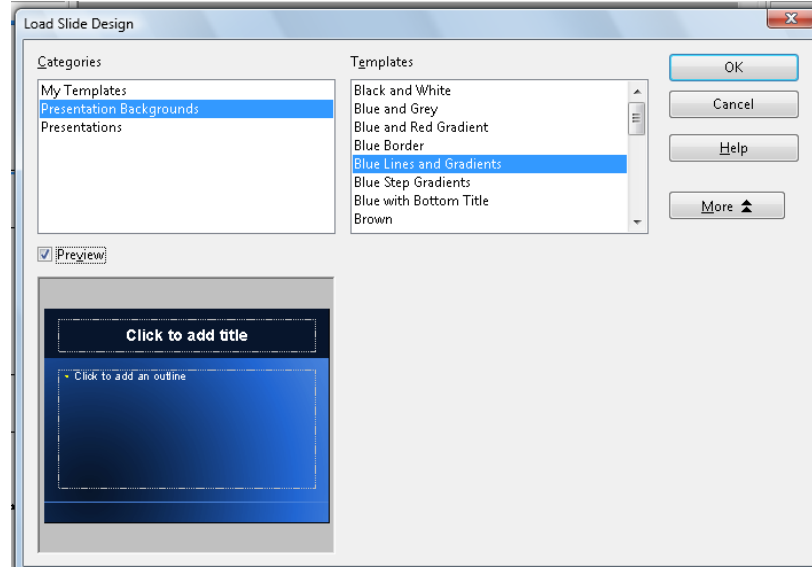 Load Slide Design
Categories
My Templates
Presentation Backgrounds
Presentations
Templates
Black and White
Blue and Grey
Blue and Red Gradient
Blue Border
Blue Lines and Gradients
Blue Step Gradients
Blue with Bottom Title
Brown
OK
Cancel
Help
More
Preview
Click to add title
• Click to add an outline